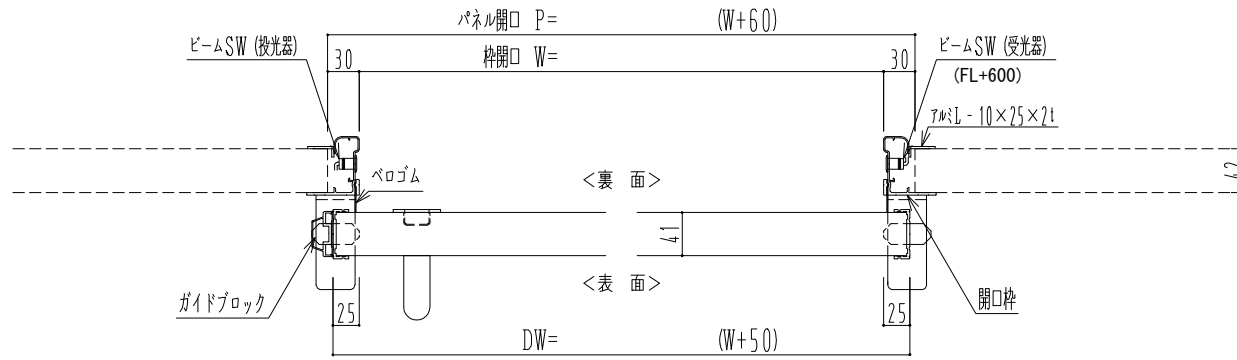 パネル開口 P= (W+60)
ビームSW (投光器)
ビームSW (受光器)
30
枠開口 W=
30
(FL+600)
アルミL - 10×25×2t
ベロゴム
<裏 面>
42
41
<表 面>
ガイドブロック
開口枠
25
25
DW= (W+50)